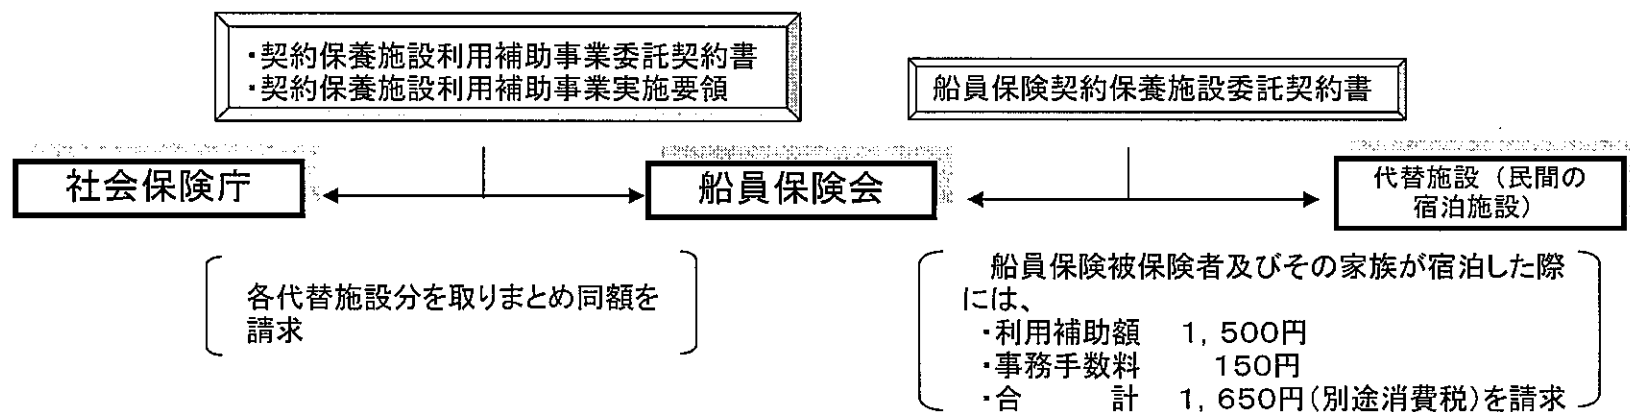 ・契約保養施設利用補助事業委託契約書
・契約保養施設利用補助事業実施要領
船員保険契約保養施設委託契約書
社会保険庁
船員保険会
代替施設（民間の
宿泊施設）
各代替施設分を取りまとめ同額を
請求
船員保険被保険者及びその家族が宿泊した際
には、
・利用補助額　1，500円
・事務手数料　150円
・合　　　計　1，650円（別途消費税）を請求